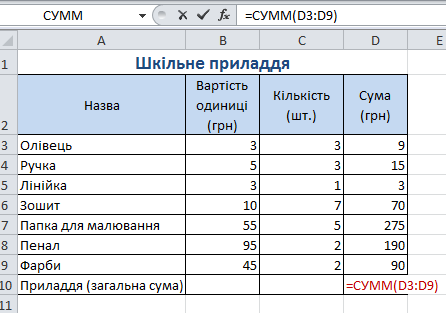 СУММ =СУММ(D3:D9)
A B C D E
1 Шкільне приладдя
2 Назва Вартість одиниці (грн) Кількість (шт.) Сума (грн)
3 Олівець 3 3 9
4 Ручка 5 3 15
5 Лінійка 3 1 3
6 Зошит 10 7 70
7 Папка для малювання 55 5 275
8 Пенал 95 2 190
9 Фарби 45 2 90
10 Приладдя (загальна сума) =СУММ(D3:D9)
11